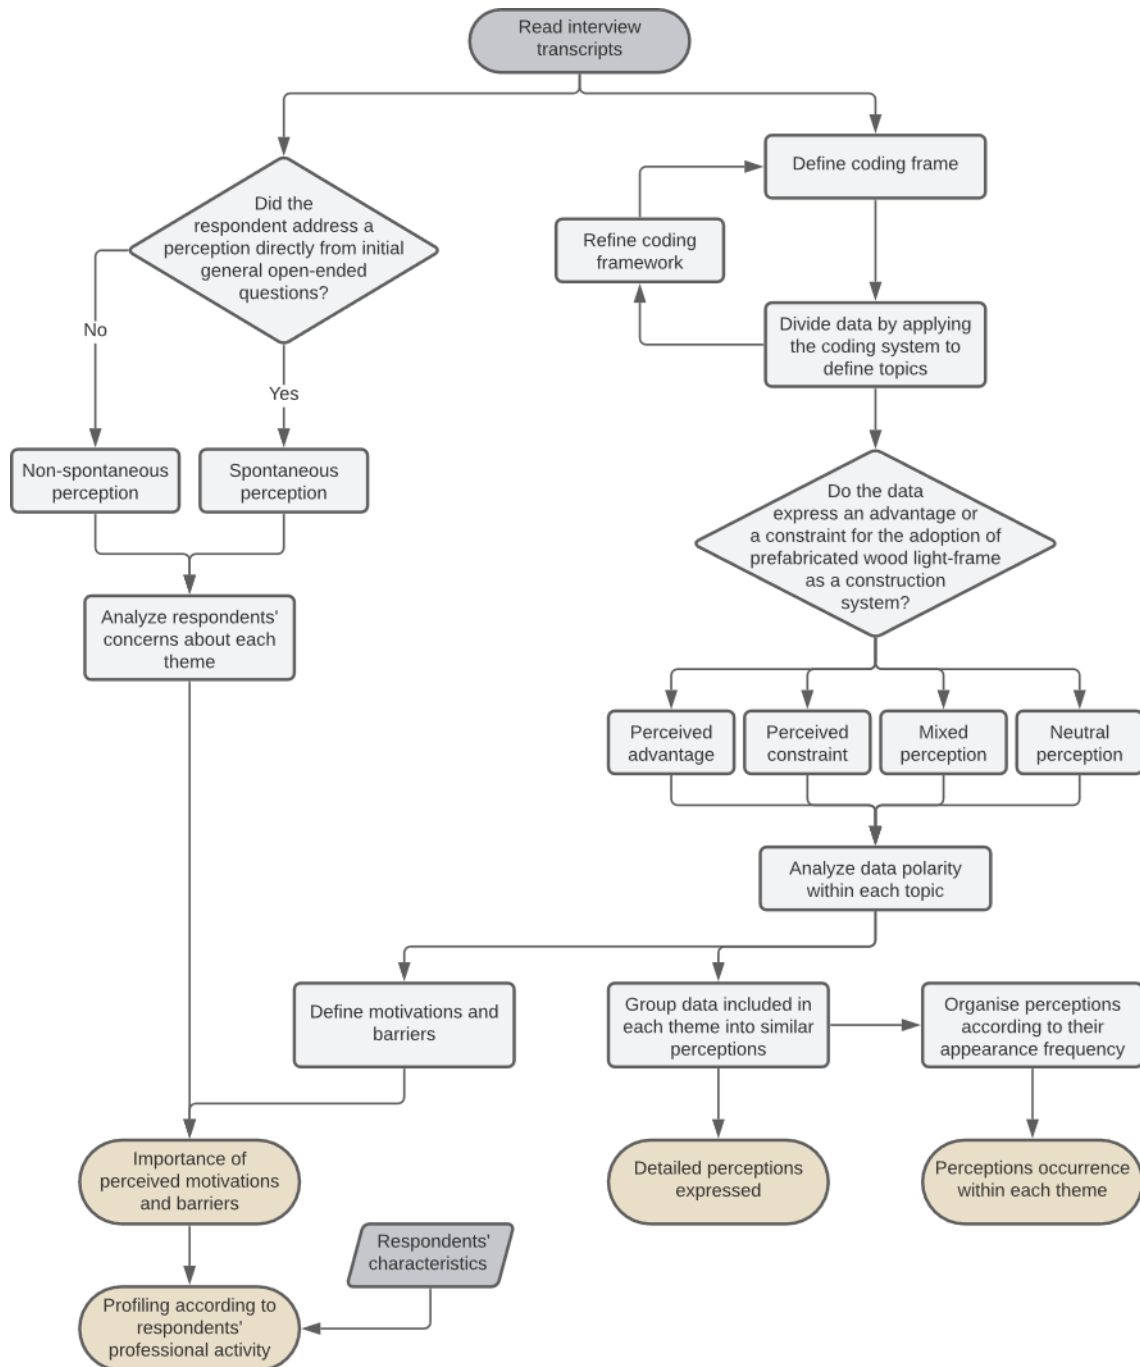 Read interview
transcripts
Did the
respondent address a
perception directly from initial
general open-ended
questions?
No
Yes
Non-spontaneous
perception
Spontaneous
perception
Analyze respondents'
concerns about each
theme
Define coding frame
Refine coding
framework
Divide data by applying
the coding system to
define topics
Do the data
express an advantage or
a constraint for the adoption of
prefabricated wood light-frame
as a construction
system?
Perceived
advantage
Perceived
constraint
Mixed
perception
Neutral
perception
Analyze data polarity
within each topic
Define motivations and
barriers
Group data included in
each theme into similar
perceptions
Organise perceptions
according to their
appearance frequency
Importance of
perceived motivations
and barriers
Detailed perceptions
expressed
Perceptions occurrence
within each theme
Respondents'
characteristics
Profiling according to
respondents'
professional activity